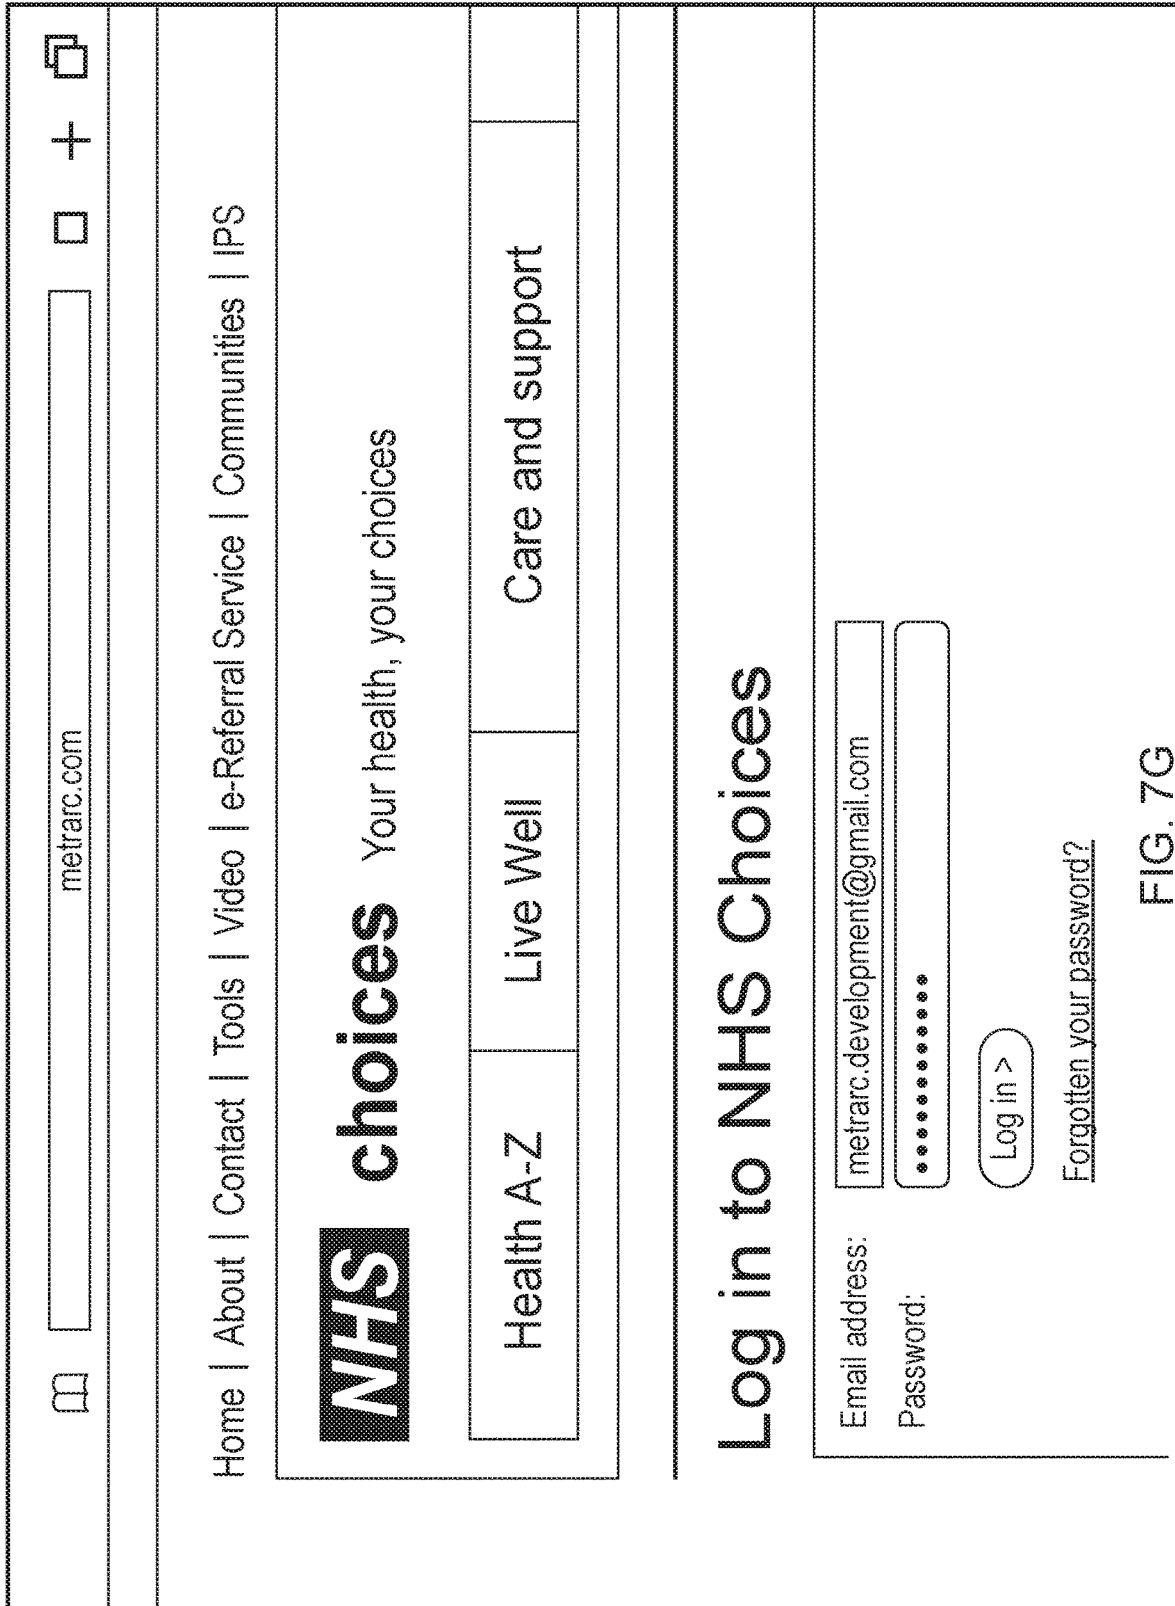 metrarc.com
Home | About | Contact | Tools | Video | e-Referral Service | Communities | IPS
NHS choices Your health, your choices
Health A-Z Live Well Care and support
Log in to NHS Choices
Email address: metrarc.development@gmail.com
Password: ••••••••••••
Log in >
Forgotten your password?
FIG. 7G